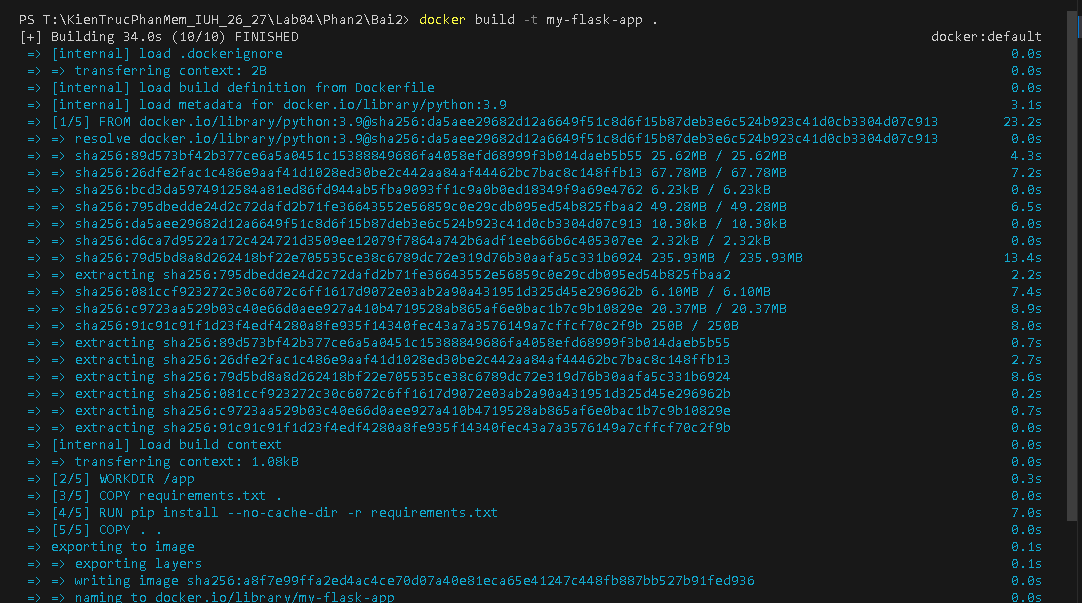 PS T:\KienTrucPhanMem_IUH_26_27\Lab04\Phan2\Bai2> docker build -t my-flask-app .
[+] Building 34.0s (10/10) FINISHED docker:default
=> [internal] load .dockerignore 0.0s
=> => transferring context: 2B 0.0s
=> [internal] load build definition from Dockerfile 0.0s
=> [internal] load metadata for docker.io/library/python:3.9 3.1s
=> [1/5] FROM docker.io/library/python:3.9@sha256:da5aee29682d12a6649f51c8d6f15b87deb3e6c524b923c41d0cb3304d07c913 23.2s
=> => resolve docker.io/library/python:3.9@sha256:da5aee29682d12a6649f51c8d6f15b87deb3e6c524b923c41d0cb3304d07c913 0.0s
=> => sha256:89d573bf42b377ce6a5a0451c15388849686fa4058efd68999f3b014daeb5b55 25.62MB / 25.62MB 4.3s
=> => sha256:26dfe2fac1c486e9aaf41d1028ed30be2c442aa84af44462bc7bac8c148ffb13 67.78MB / 67.78MB 7.2s
=> => sha256:bcd3da5974912584a81ed86fd944ab5fba9093ff1c9a0b0ed18349f9a69e4762 6.23kB / 6.23kB 0.0s
=> => sha256:795dbedde24d2c72dafd2b71fe36643552e56859c0e29cdb095ed54b825fbaa2 49.28MB / 49.28MB 6.5s
=> => sha256:da5aee29682d12a6649f51c8d6f15b87deb3e6c524b923c41d0cb3304d07c913 10.30kB / 10.30kB 0.0s
=> => sha256:d6ca7d9522a172c424721d3509ee12079f7864a742b6adf1eeb66b6c405307ee 2.32kB / 2.32kB 0.0s
=> => sha256:79d5bd8a8d262418bf22e705535ce38c6789dc72e319d76b30aafa5c331b6924 235.93MB / 235.93MB 13.4s
=> => extracting sha256:795dbedde24d2c72dafd2b71fe36643552e56859c0e29cdb095ed54b825fbaa2 2.2s
=> => sha256:081ccf923272c30c6072c6ff1617d9072e03ab2a90a431951d325d45e296962b 6.10MB / 6.10MB 7.4s
=> => sha256:c9723aa529b03c40e66d0aee927a410b4719528ab865af6e0bac1b7c9b10829e 20.37MB / 20.37MB 8.9s
=> => sha256:91c91c91f1d23f4edf4280a8fe935f14340fec43a7a3576149a7cffcf70c2f9b 250B / 250B 8.0s
=> => extracting sha256:89d573bf42b377ce6a5a0451c15388849686fa4058efd68999f3b014daeb5b55 0.7s
=> => extracting sha256:26dfe2fac1c486e9aaf41d1028ed30be2c442aa84af44462bc7bac8c148ffb13 2.7s
=> => extracting sha256:79d5bd8a8d262418bf22e705535ce38c6789dc72e319d76b30aafa5c331b6924 8.6s
=> => extracting sha256:081ccf923272c30c6072c6ff1617d9072e03ab2a90a431951d325d45e296962b 0.2s
=> => extracting sha256:c9723aa529b03c40e66d0aee927a410b4719528ab865af6e0bac1b7c9b10829e 0.7s
=> => extracting sha256:91c91c91f1d23f4edf4280a8fe935f14340fec43a7a3576149a7cffcf70c2f9b 0.0s
=> [internal] load build context 0.0s
=> => transferring context: 1.08kB 0.0s
=> [2/5] WORKDIR /app 0.3s
=> [3/5] COPY requirements.txt . 0.0s
=> [4/5] RUN pip install --no-cache-dir -r requirements.txt 7.0s
=> [5/5] COPY . . 0.0s
=> exporting to image 0.1s
=> => exporting layers 0.1s
=> => writing image sha256:a8f7e99ffa2ed4ac4ce70d07a40e81eca65e41247c448fb887bb527b91fed936 0.0s
=> => naming to docker.io/library/my-flask-app 0.0s